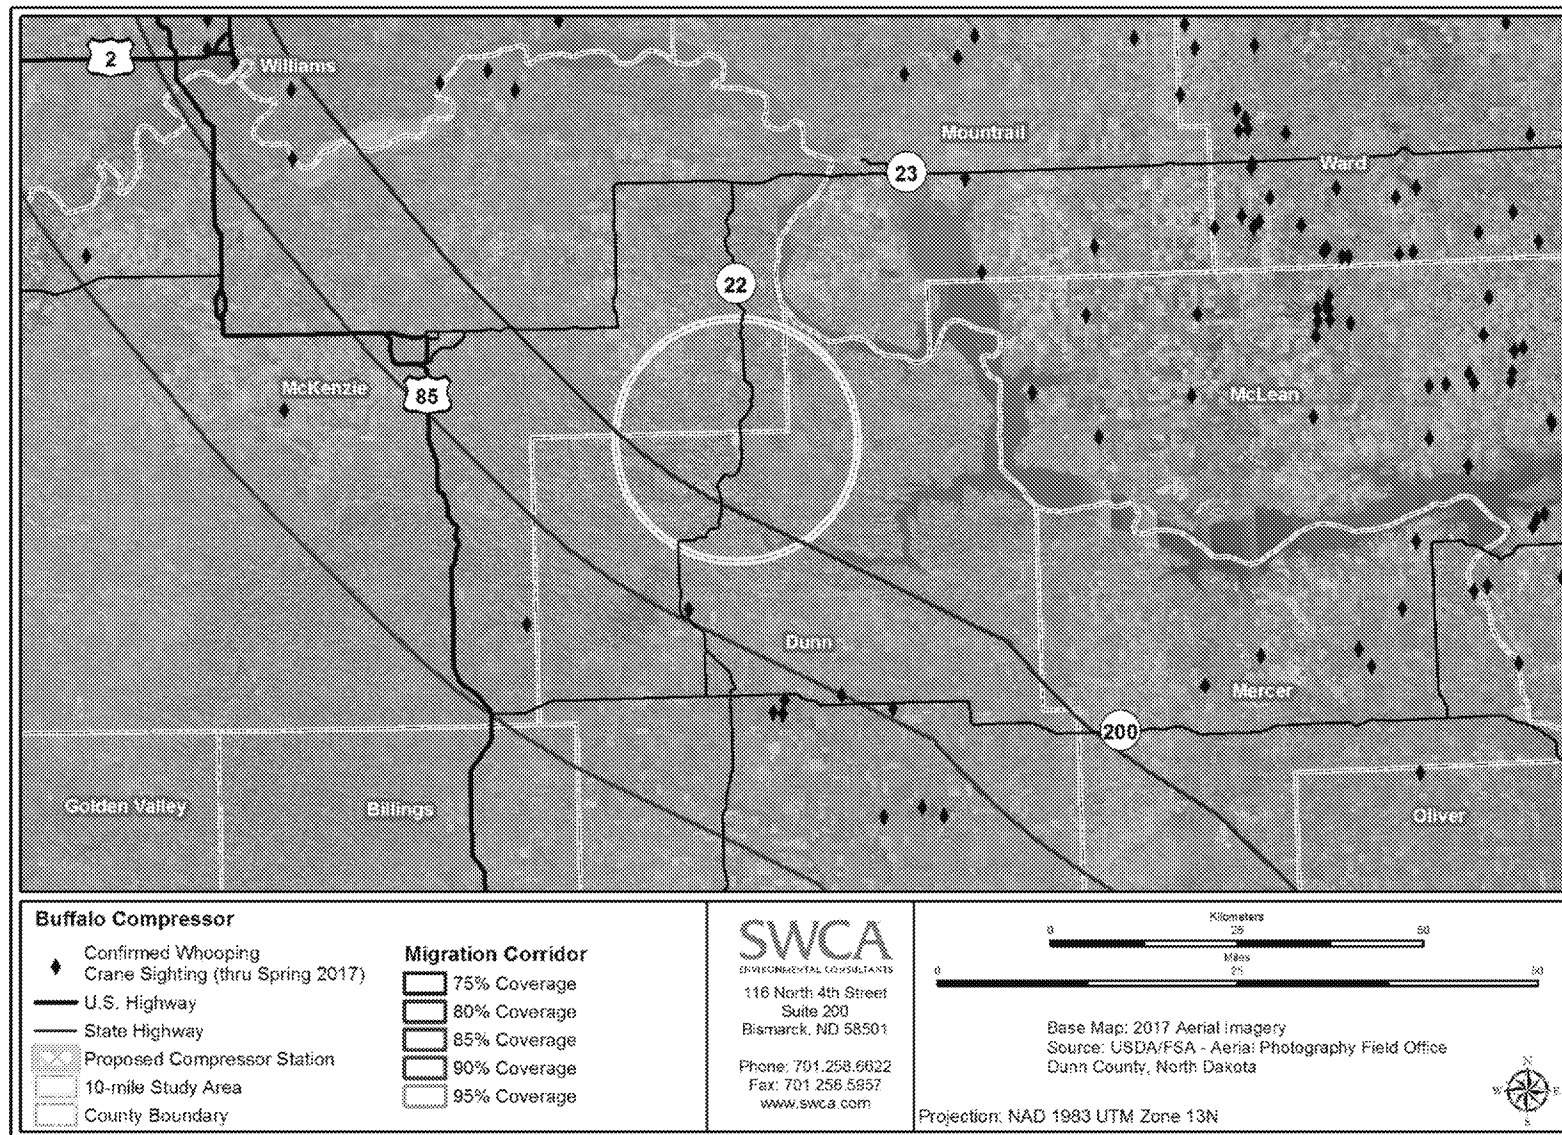 2
Williams
Mountrail
23
Ward
22
McKenzie
85
McLean
Dunn
Mercer
200
Golden Valley
Billings
Oliver
Buffalo Compressor
Confirmed Whooping
Crane Sighting (thru Spring 2017)
U.S. Highway
State Highway
Proposed Compressor Station
10-mile Study Area
County Boundary
Migration Corridor
75% Coverage
80% Coverage
85% Coverage
90% Coverage
95% Coverage
SWCA
ENVIRONMENTAL CONSULTANTS
116 North 4th Street
Suite 200
Bismarck, ND 58501
Phone: 701.258.6622
Fax: 701.258.5957
www.swca.com
Kilometers
0 25 50
Miles
0 25 50
Base Map: 2017 Aerial Imagery
Source: USDA/FSA - Aerial Photography Field Office
Dunn County, North Dakota
Projection: NAD 1983 UTM Zone 13N
N
W E
S